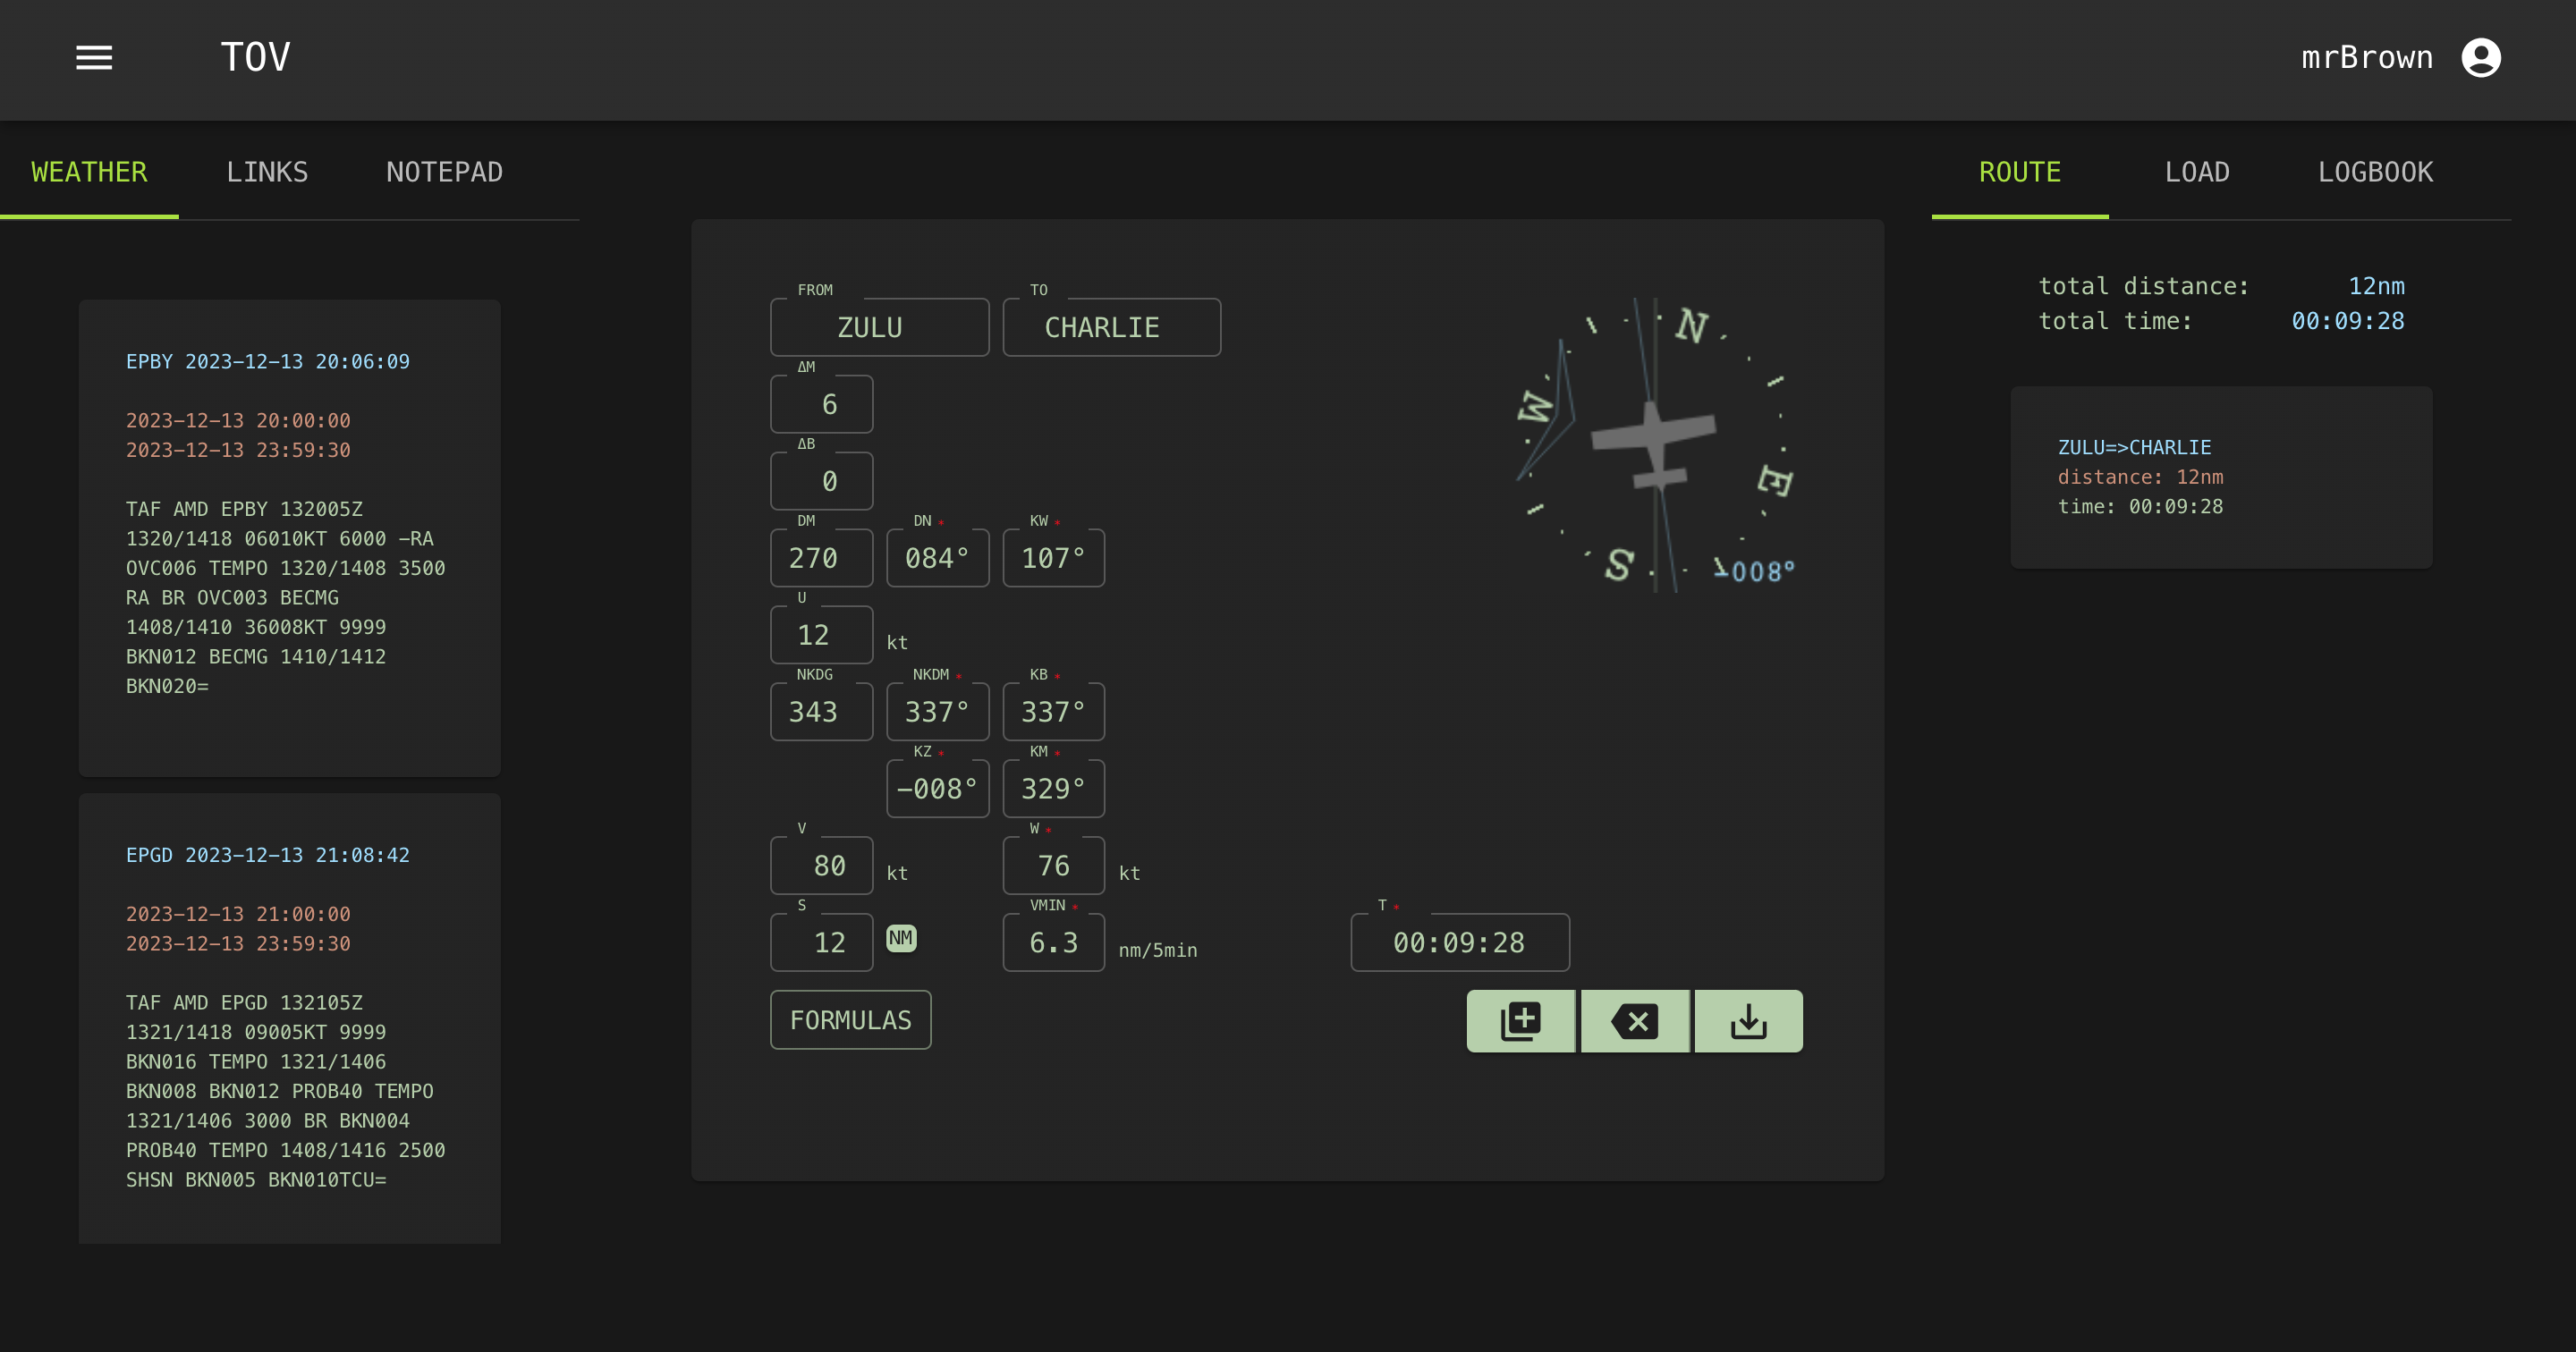 TOV
mrBrown
WEATHER LINKS NOTEPAD
EPBY 2023-12-13 20:06:09
2023-12-13 20:00:00
2023-12-13 23:59:30
TAF AMD EPBY 132005Z
1320/1418 06010KT 6000 -RA
OVC006 TEMPO 1320/1408 3500
RA BR OVC003 BECMG
1408/1410 36008KT 9999
BKN012 BECMG 1410/1412
BKN020=
EPGD 2023-12-13 21:08:42
2023-12-13 21:00:00
2023-12-13 23:59:30
TAF AMD EPGD 132105Z
1321/1418 09005KT 9999
BKN016 TEMPO 1321/1406
BKN008 BKN012 PROB40 TEMPO
1321/1406 3000 BR BKN004
PROB40 TEMPO 1408/1416 2500
SHSN BKN005 BKN010TCU=
FROM TO
ZULU CHARLIE
ΔM
6
ΔB
0
DM DN * KW *
270 084° 107°
U
12 kt
NKDG NKDM * KB *
343 337° 337°
KZ * KM *
-008° 329°
V W *
80 kt 76 kt
S VMIN * T *
12 NM 6.3 nm/5min 00:09:28
FORMULAS
N
E
S
W
-008°
ROUTE LOAD LOGBOOK
total distance: 12nm
total time: 00:09:28
ZULU=>CHARLIE
distance: 12nm
time: 00:09:28